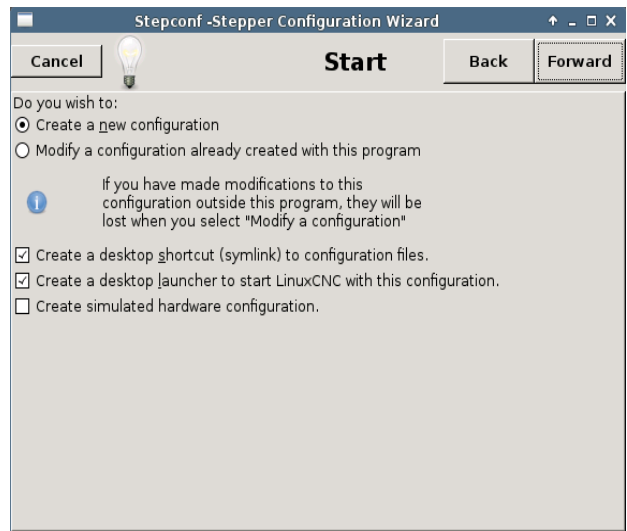 Stepconf -Stepper Configuration Wizard
Cancel
Start
Back
Forward
Do you wish to:
Create a new configuration
Modify a configuration already created with this program
If you have made modifications to this
configuration outside this program, they will be
lost when you select "Modify a configuration"
Create a desktop shortcut (symlink) to configuration files.
Create a desktop launcher to start LinuxCNC with this configuration.
Create simulated hardware configuration.